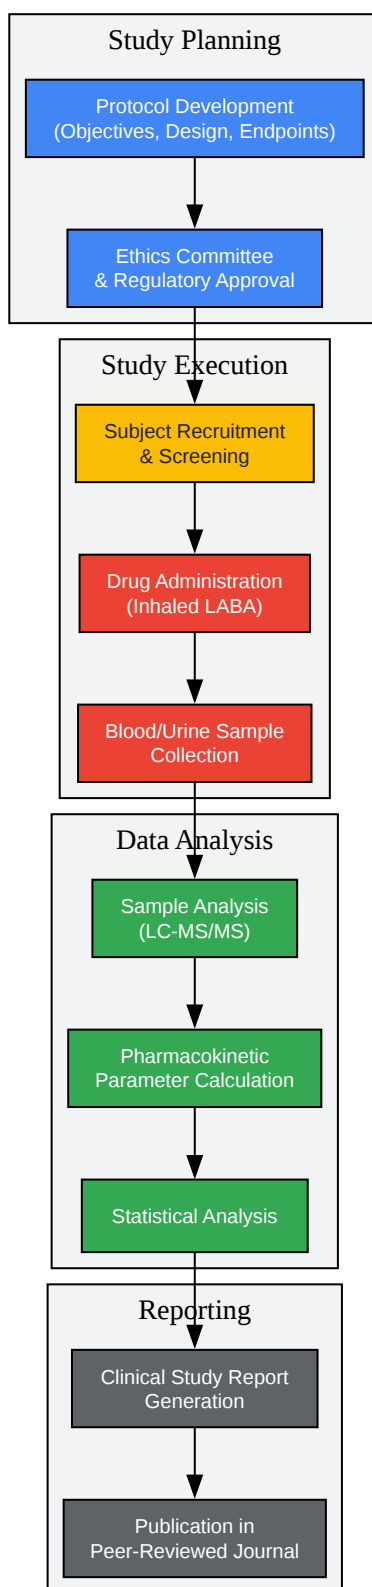 Study Planning
Protocol Development
(Objectives, Design, Endpoints)
Ethics Committee
& Regulatory Approval
Study Execution
Subject Recruitment
& Screening
Drug Administration
(Inhaled LABA)
Blood/Urine Sample
Collection
Data Analysis
Sample Analysis
(LC-MS/MS)
Pharmacokinetic
Parameter Calculation
Statistical Analysis
Reporting
Clinical Study Report
Generation
Publication in
Peer-Reviewed Journal